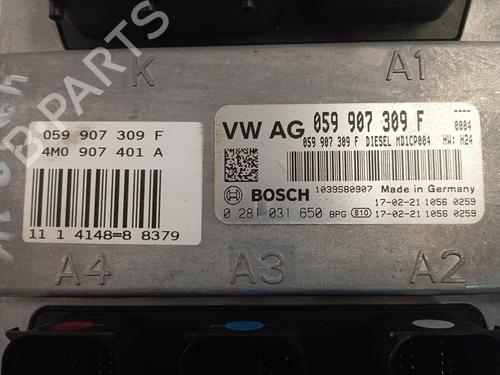 K
A1
059 907 309 F
4M0 907 401 A
11 1 4148=8 8379
VW AG 059 907 309 F 0004
059 907 309 F DIESEL MD1CP004 HW: H24
BOSCH 1039S80907 Made in Germany
0 281 031 650 BPG 810 17-02-21 1056 0259
17-02-21 1056 0259
A4
A3
A2
B-PARTS